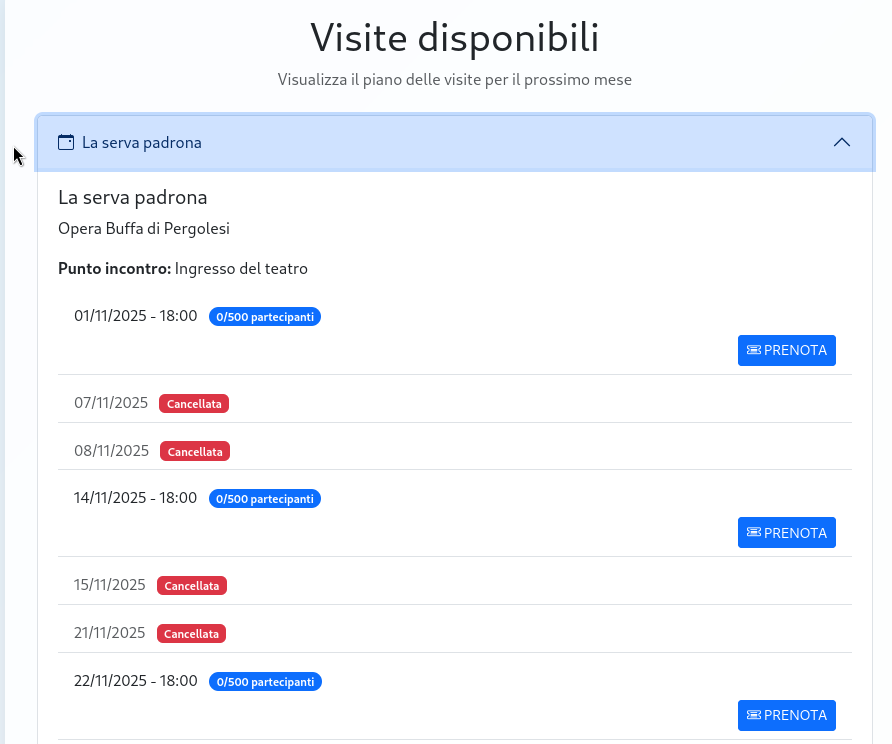 Visite disponibili
Visualizza il piano delle visite per il prossimo mese
La serva padrona
La serva padrona
Opera Buffa di Pergolesi
Punto incontro: Ingresso del teatro
01/11/2025 - 18:00 0/500 partecipanti
PRENOTA
07/11/2025 Cancellata
08/11/2025 Cancellata
14/11/2025 - 18:00 0/500 partecipanti
PRENOTA
15/11/2025 Cancellata
21/11/2025 Cancellata
22/11/2025 - 18:00 0/500 partecipanti
PRENOTA